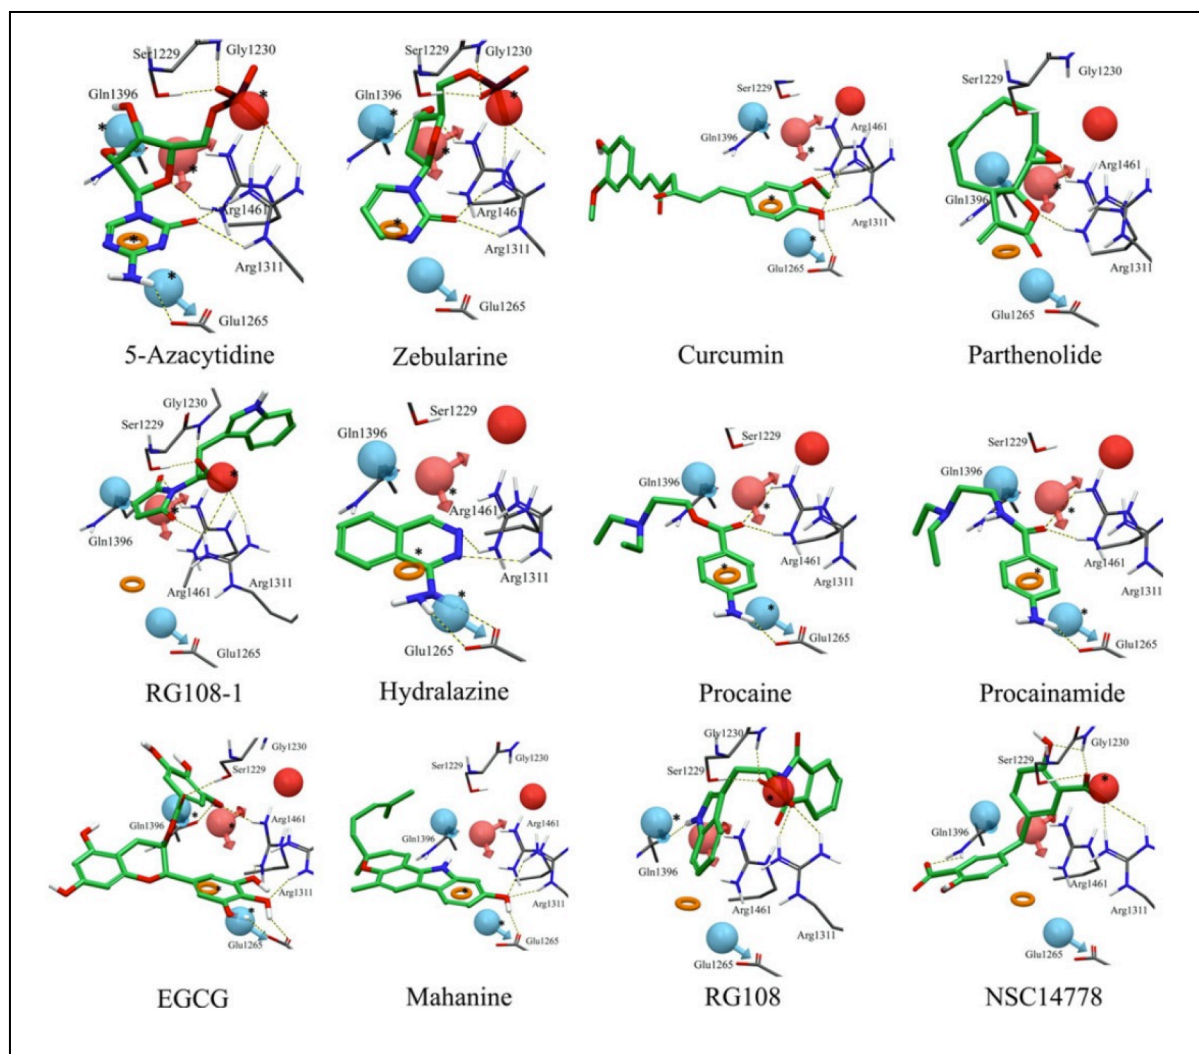 Ser1229
Gly1230
Gln1396
*
*
*
*
*
Arg1461
Arg1311
Glu1265
5-Azacytidine
Ser1229
Gly1230
Gln1396
*
*
*
*
Arg1461
Arg1311
Glu1265
Zebularine
Ser1229
Gln1396
*
*
Arg1461
*
Arg1311
*
Glu1265
Curcumin
Ser1229
Gly1230
Arg1461
Gln1396
*
Arg1311
Glu1265
Parthenolide
Gly1230
Ser1229
*
*
Gln1396
Arg1461
Arg1311
Glu1265
RG108-1
Ser1229
Gln1396
*
Arg1461
*
Arg1311
*
Glu1265
Hydralazine
Ser1229
Gln1396
*
Arg1461
Arg1311
*
*
Glu1265
Procaine
Ser1229
Gln1396
*
Arg1461
Arg1311
*
*
Glu1265
Procainamide
Gly1230
Ser1229
Gln1396
*
*
Arg1461
*
Arg1311
*
Glu1265
EGCG
Ser1229
Gly1230
Gln1396
Arg1461
*
Arg1311
*
Glu1265
Mahanine
Gly1230
Ser1229
*
*
Gln1396
Arg1461
Arg1311
Glu1265
RG108
Gly1230
Ser1229
*
Gln1396
Arg1461
Arg1311
Glu1265
NSC14778